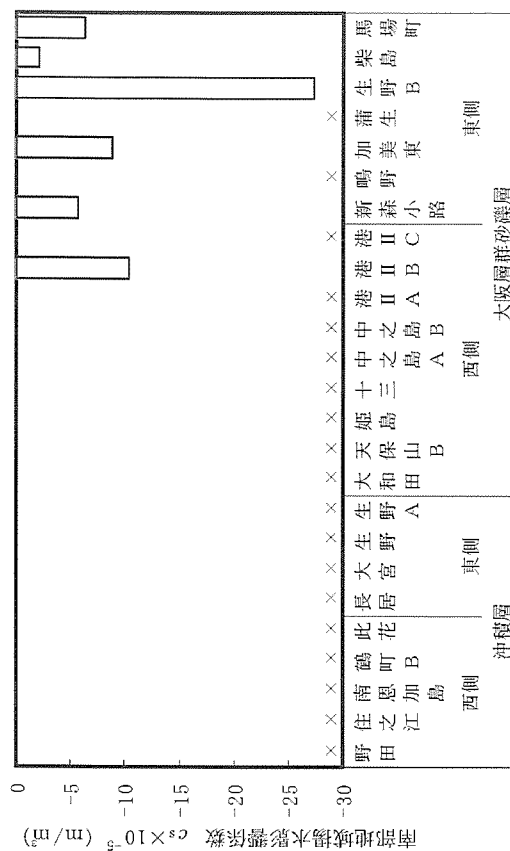 南部地域揚水影響係数 cs×10⁻⁵ (m/m³)
0
-5
-10
-15
-20
-25
-30
× × × × × × × × × × × × × × × × × ×
野田
住之江
南恩加島
鶴町B
此花
長居
大宮
生野
生野A
大和田
天保山B
姫島
十三
中之島A
中之島B
港ⅡA
港ⅡB
港ⅡC
新森小路
鴫野
加美東
蒲生
生野B
柴島
馬場町
西側
東側
西側
東側
沖積層
大阪層群砂礫層